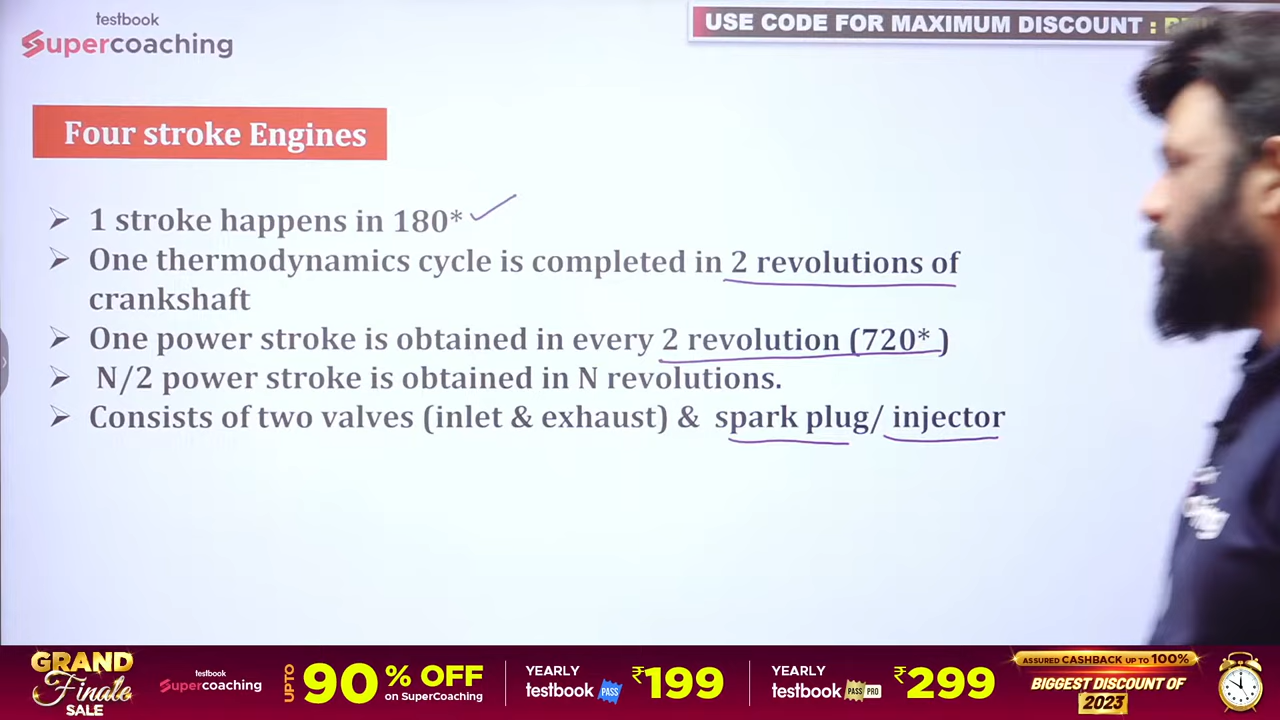 testbook
Supercoaching
USE CODE FOR MAXIMUM DISCOUNT :
Four stroke Engines
➢ 1 stroke happens in 180*
➢ One thermodynamics cycle is completed in 2 revolutions of
crankshaft
➢ One power stroke is obtained in every 2 revolution (720* )
➢ N/2 power stroke is obtained in N revolutions.
➢ Consists of two valves (inlet & exhaust) & spark plug/ injector
GRAND
Finale
SALE
testbook
Supercoaching
UPTO
90% OFF
on SuperCoaching
YEARLY
testbook PASS
₹199
YEARLY
testbook PASS PRO
₹299
ASSURED CASHBACK UP TO 100%
BIGGEST DISCOUNT OF
2023